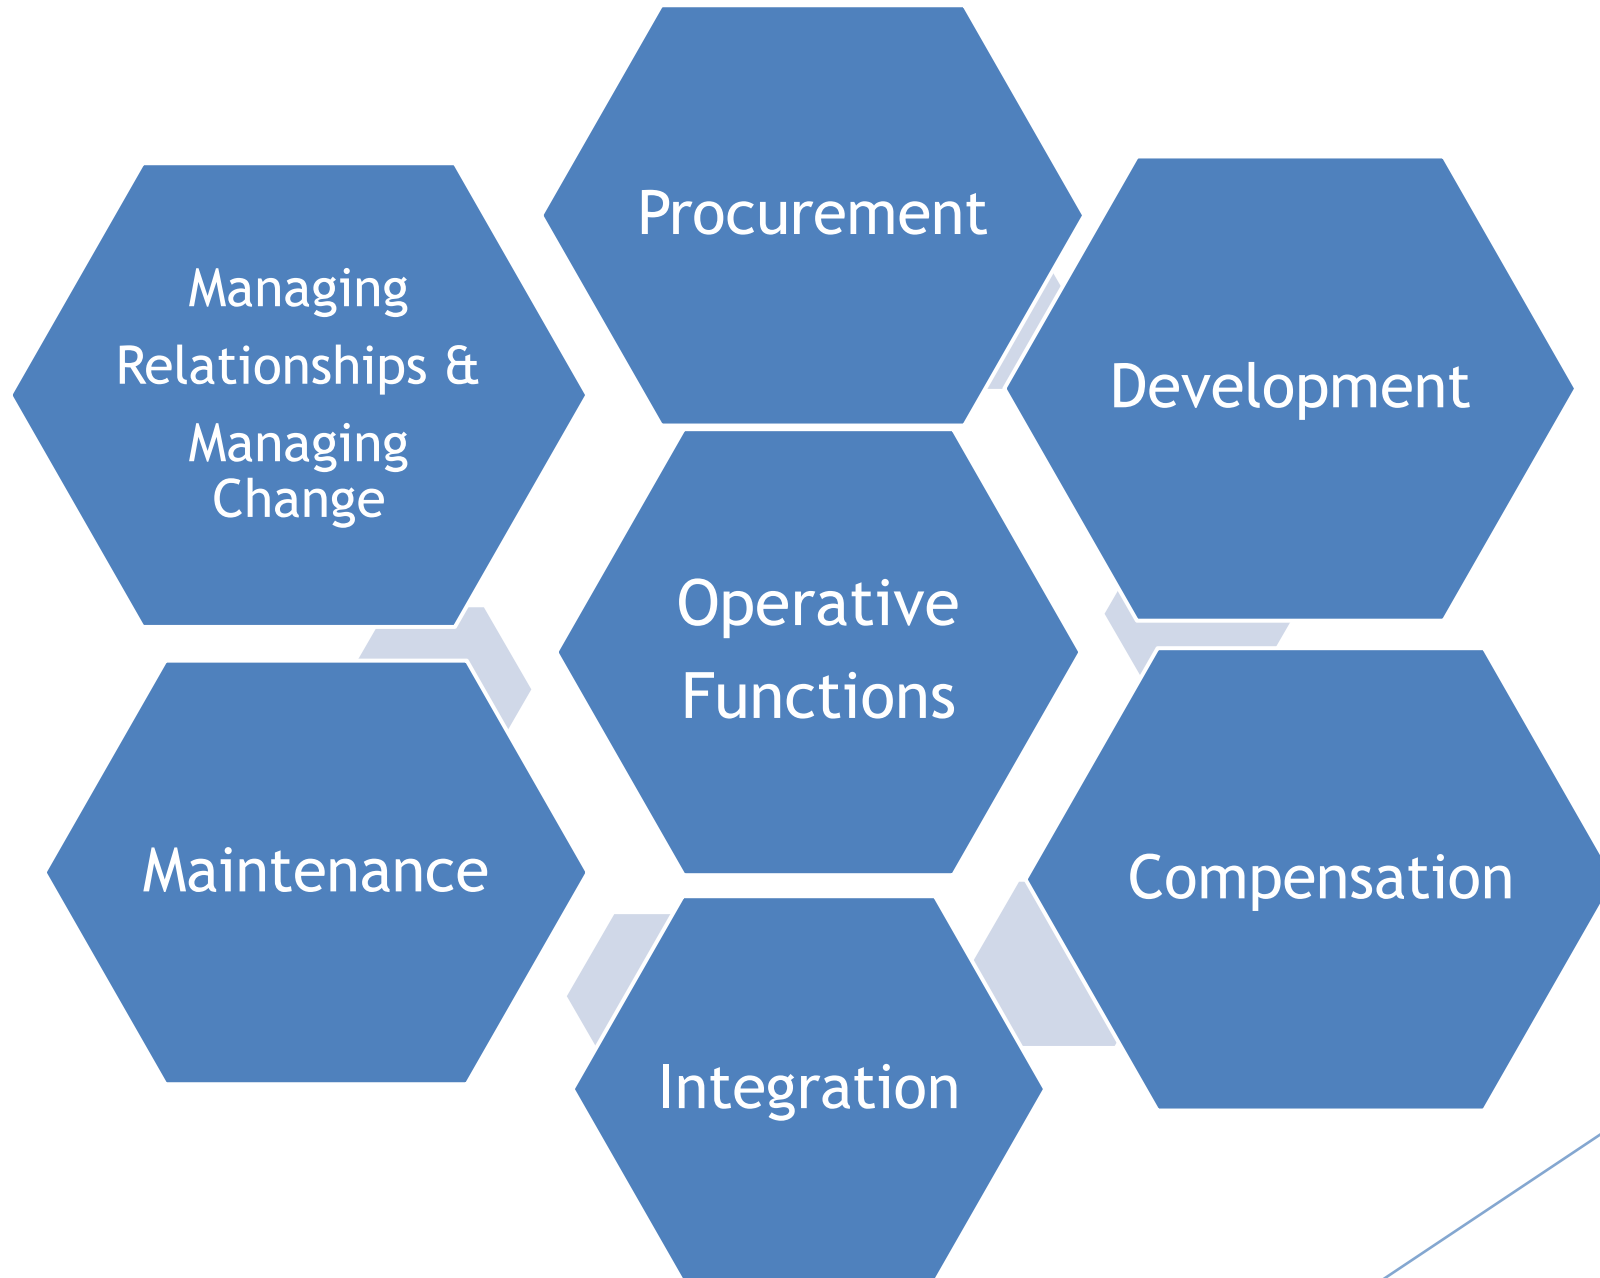 Procurement
Managing
Relationships &
Managing
Change
Development
Operative
Functions
Maintenance
Compensation
Integration